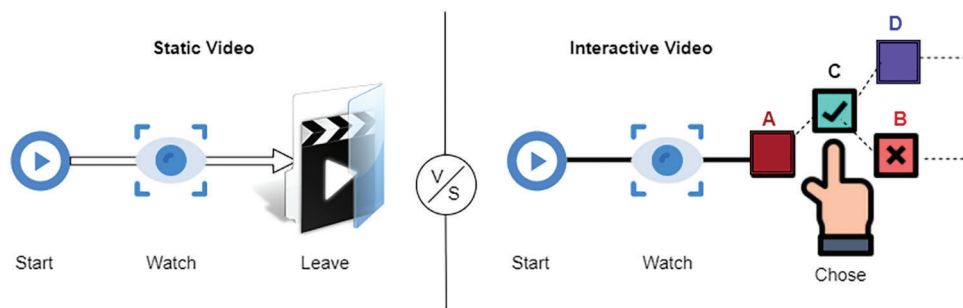 Static Video
Start
Watch
Leave
V/S
Interactive Video
A
C
D
B
Start
Watch
Chose